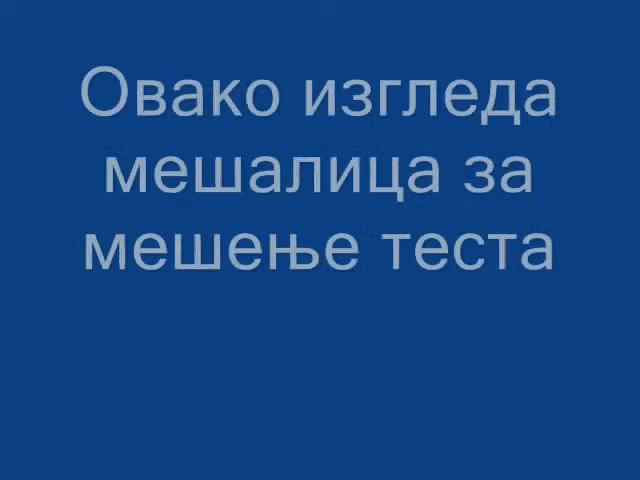 Овако изгледа
мешалица за
мешење теста